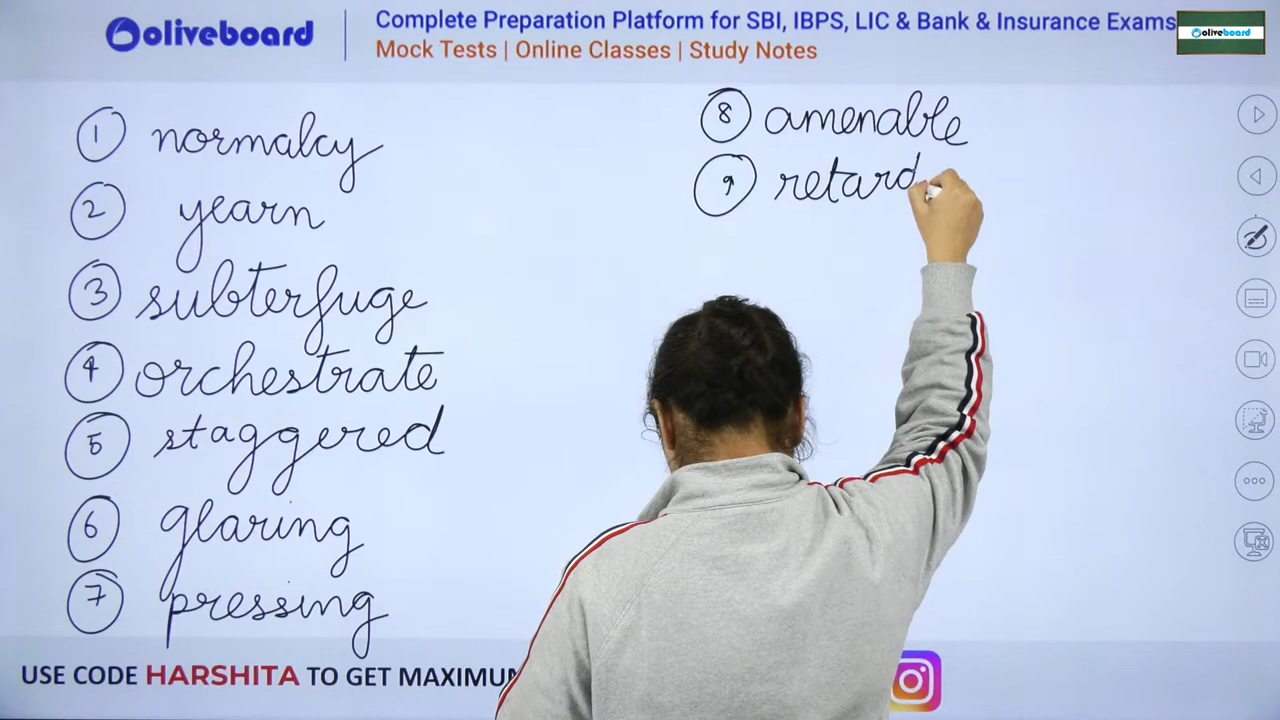 oliveboard
Complete Preparation Platform for SBI, IBPS, LIC & Bank & Insurance Exams
Mock Tests | Online Classes | Study Notes
oliveboard
1 normalcy
2 yearn
3 subterfuge
4 orchestrate
5 staggered
6 glaring
7 pressing
8 amenable
9 retard
USE CODE HARSHITA TO GET MAXIMUM